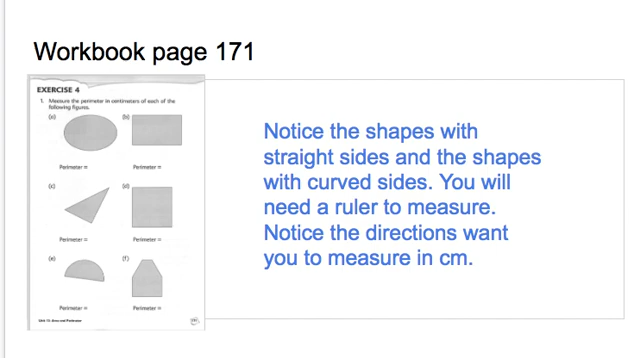 Workbook page 171
EXERCISE 4
1. Measure the perimeter in centimeters of each of the
following figures.
(a)
(b)
Perimeter =
Perimeter =
(c)
(d)
Perimeter =
Perimeter =
(e)
(f)
Perimeter =
Perimeter =
Notice the shapes with
straight sides and the shapes
with curved sides. You will
need a ruler to measure.
Notice the directions want
you to measure in cm.